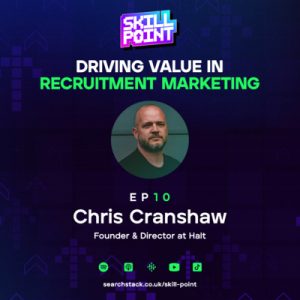 SKILL
POINT
DRIVING VALUE IN
RECRUITMENT MARKETING
EP10
Chris Cranshaw
Founder & Director at Halt
searchstack.co.uk/skill-point